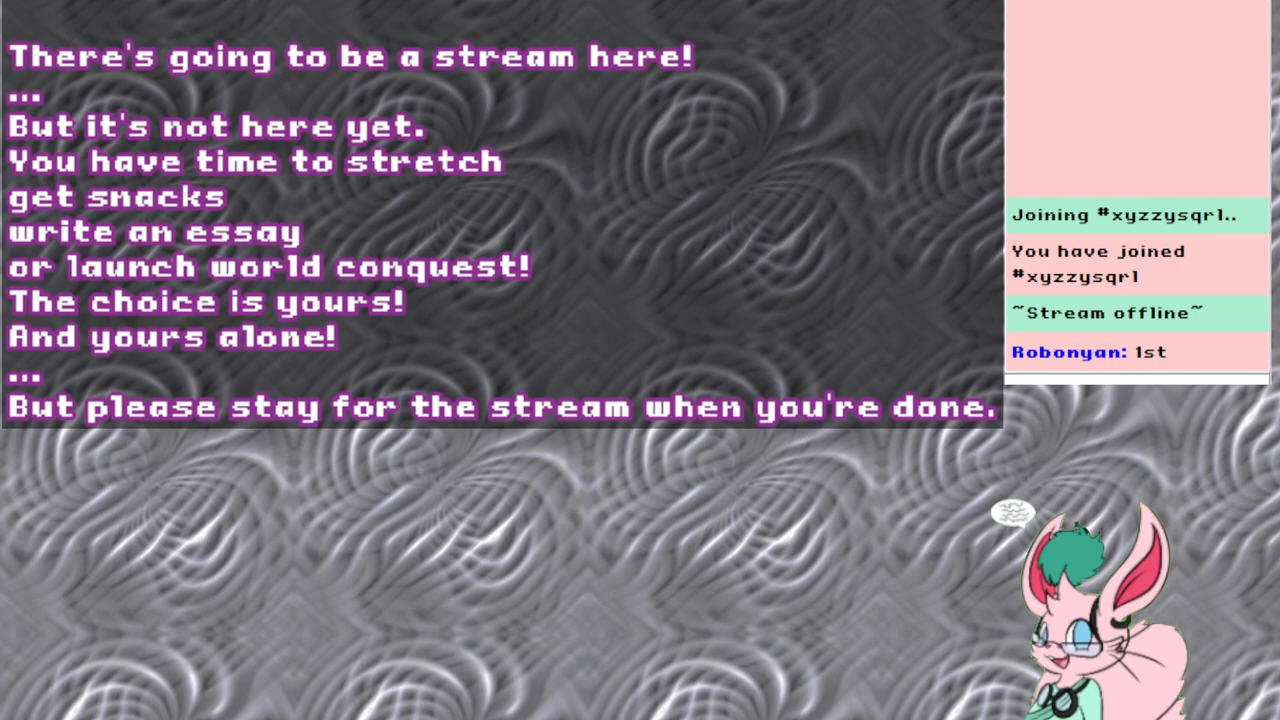 There's going to be a stream here!
...
But it's not here yet.
You have time to stretch
get snacks
write an essay
or launch world conquest!
The choice is yours!
And yours alone!
...
But please stay for the stream when you're done.
Joining #xyzzysqrl..
You have joined
#xyzzysqrl
~Stream offline~
Robonyan: 1st